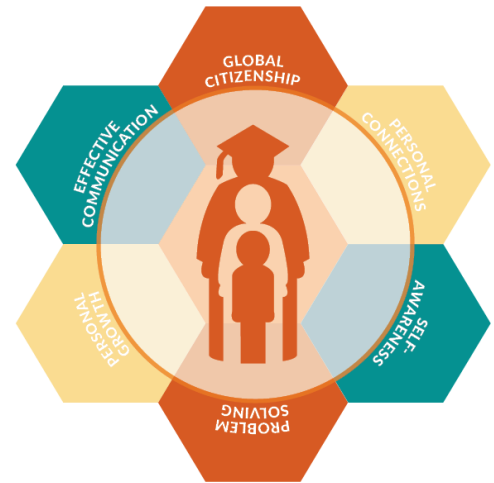 GLOBAL
CITIZENSHIP
PERSONAL
CONNECTIONS
SELF-
AWARENESS
PROBLEM
SOLVING
PERSONAL
GROWTH
EFFECTIVE
COMMUNICATION